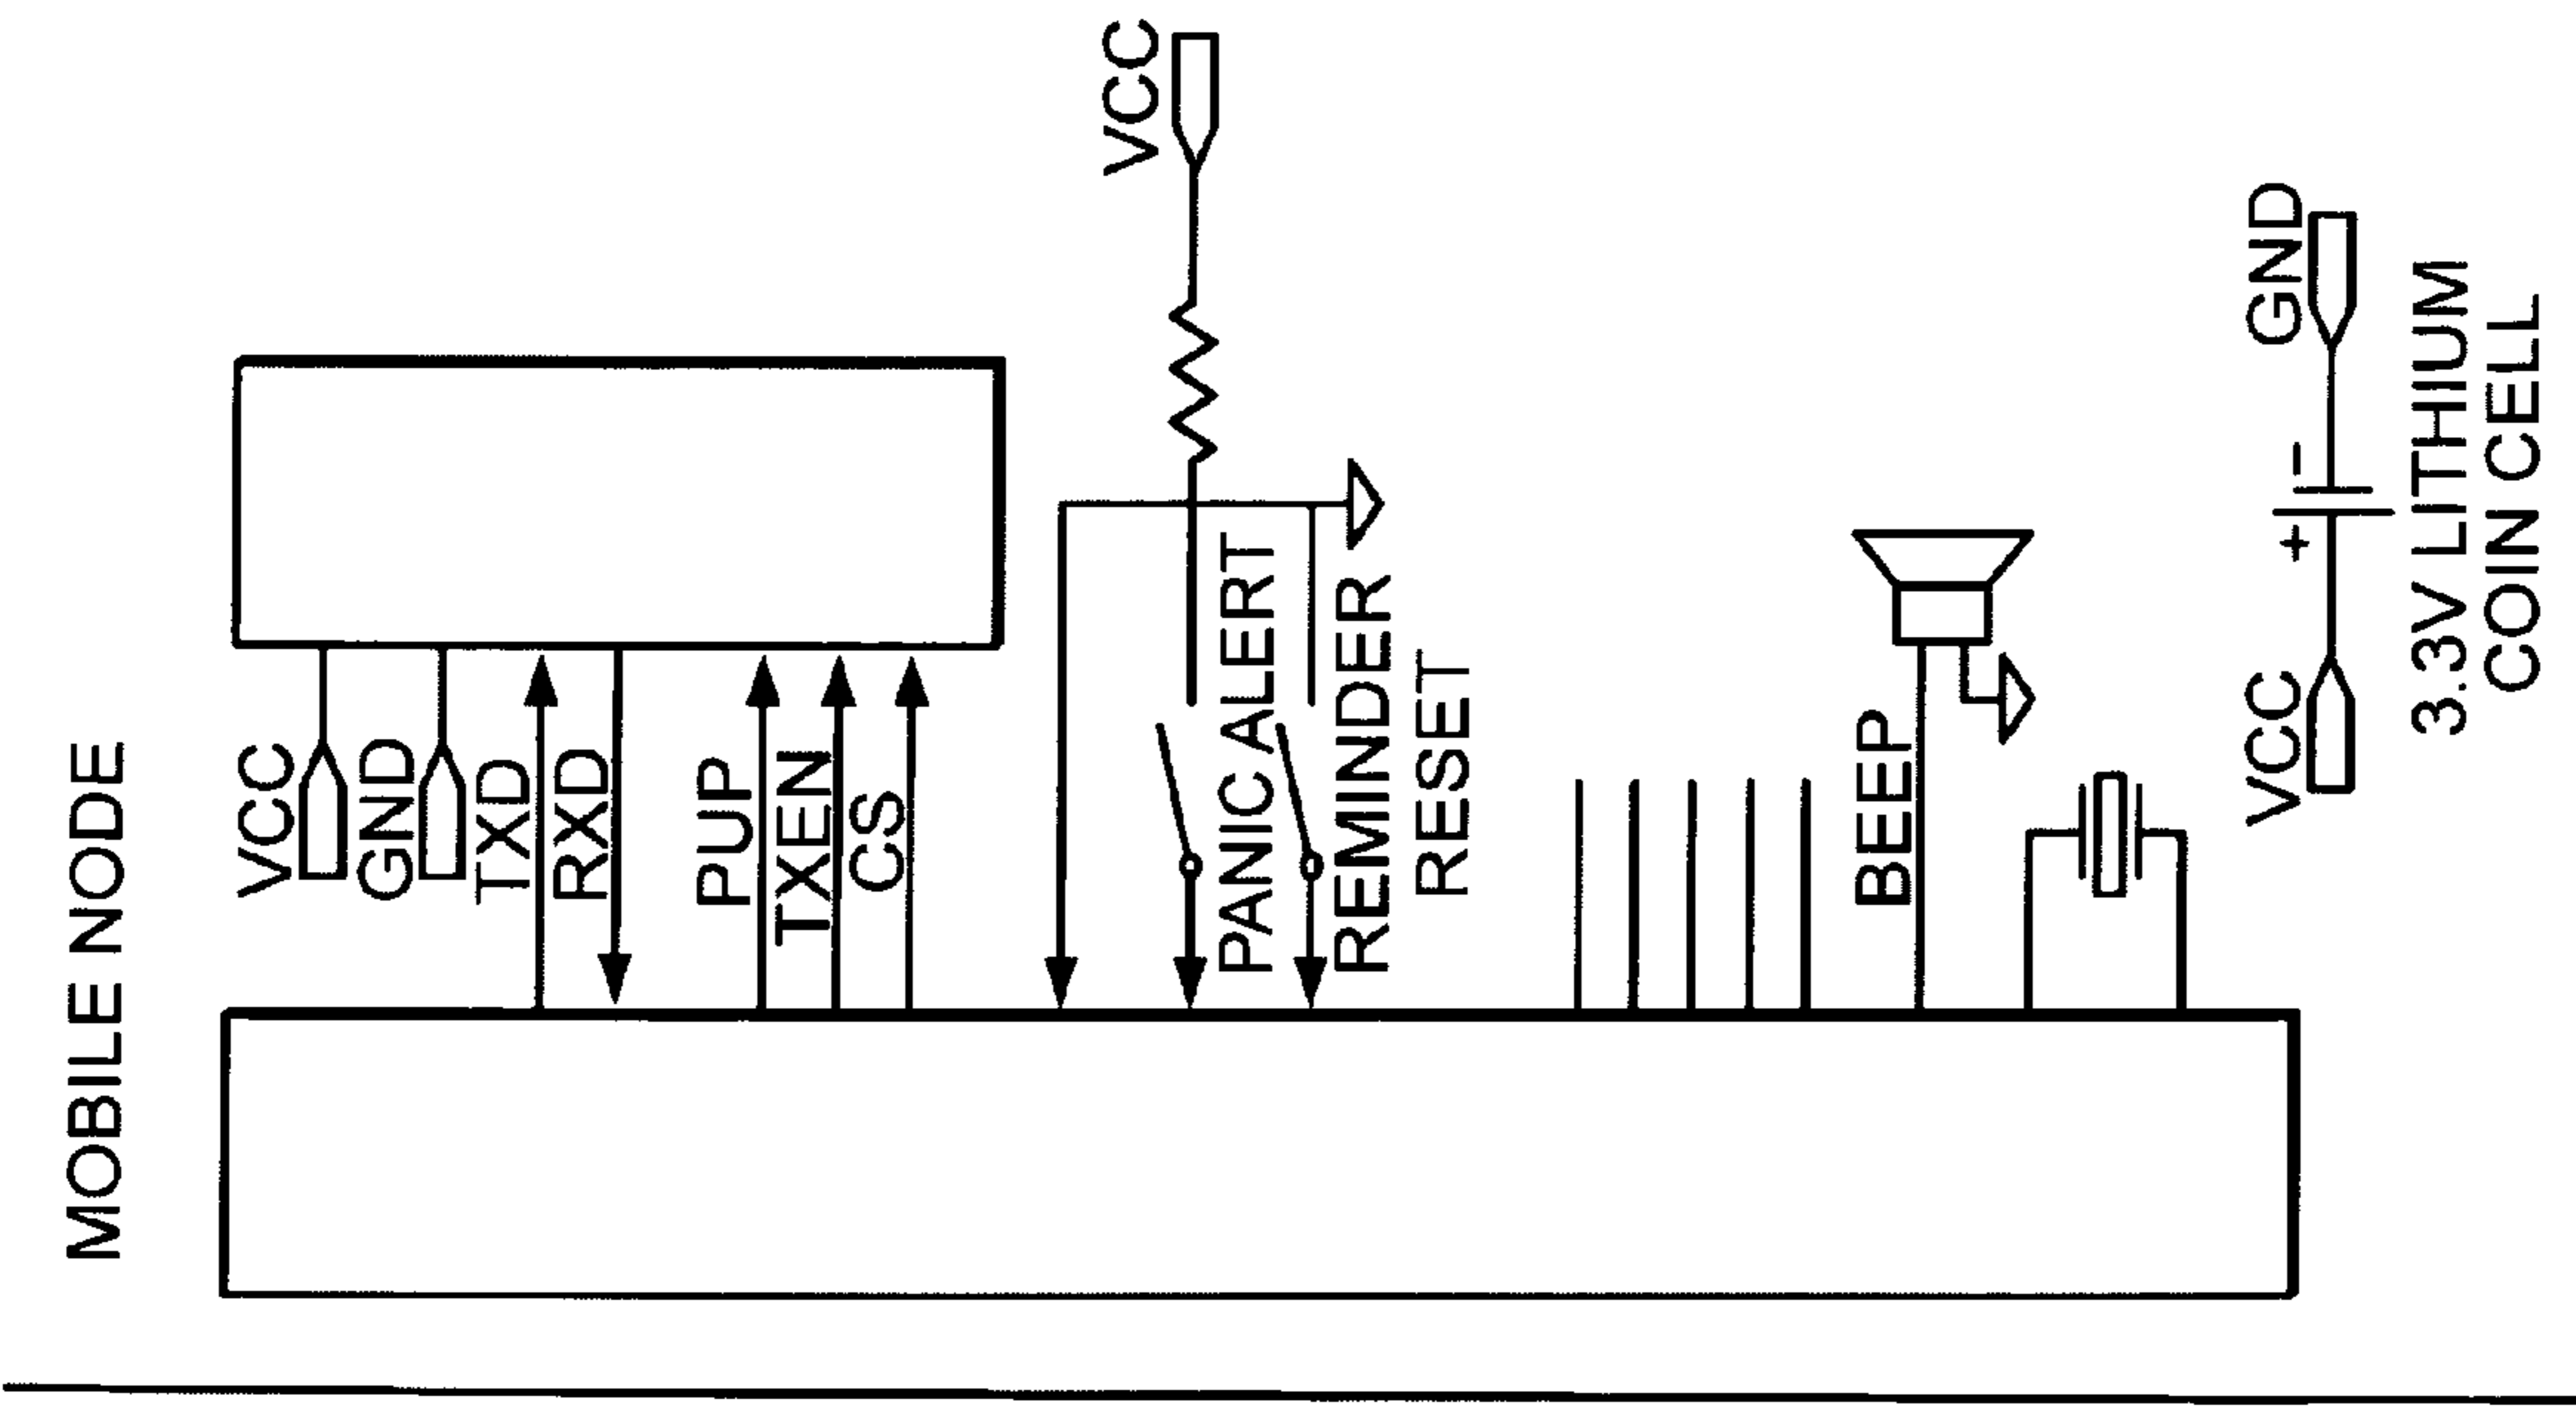 MOBILE NODE
VCC
GND
TXD
RXD
PUP
TXEN
CS
VCC
PANIC ALERT
REMINDER
RESET
BEEP
VCC
+
-
GND
3.3V LITHIUM
COIN CELL